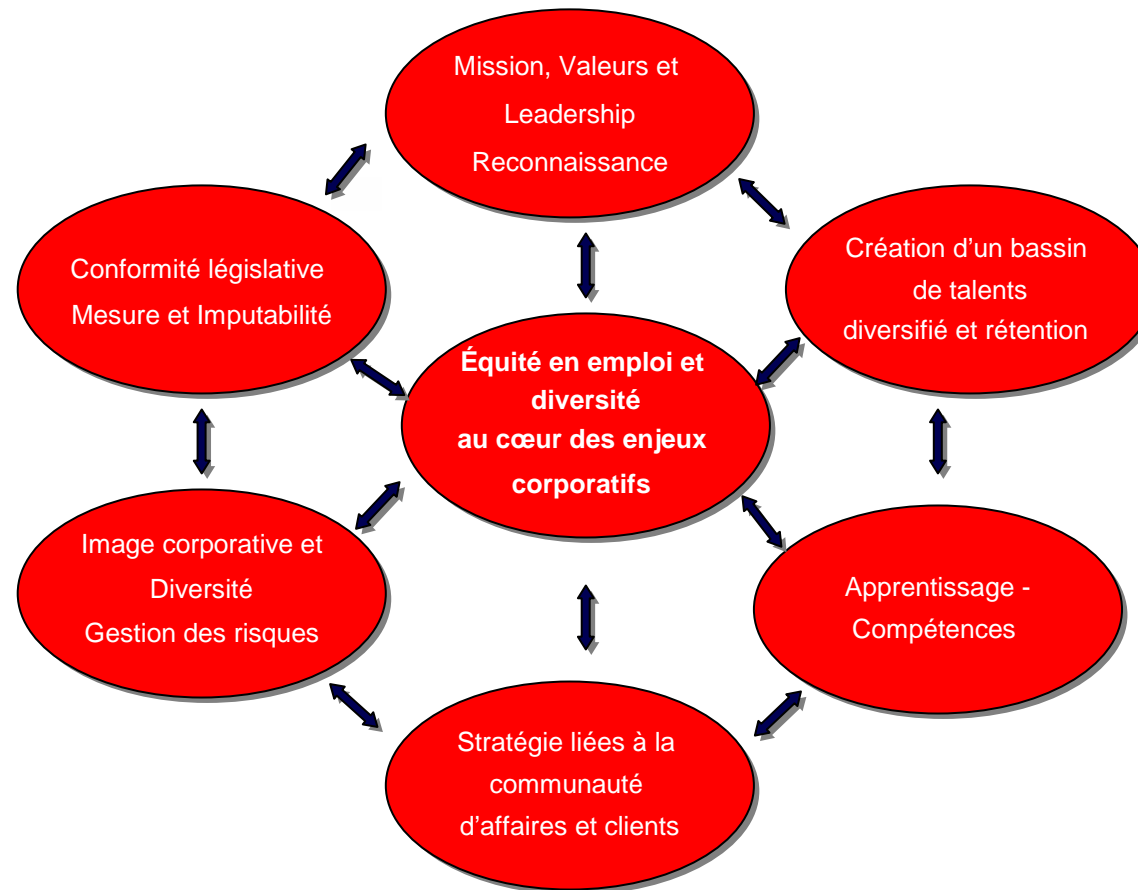 Mission, Valeurs et
Leadership
Reconnaissance
Conformité législative
Mesure et Imputabilité
Création d’un bassin
de talents
diversifié et rétention
Équité en emploi et
diversité
au cœur des enjeux
corporatifs
Image corporative et
Diversité
Gestion des risques
Apprentissage -
Compétences
Stratégie liées à la
communauté
d’affaires et clients